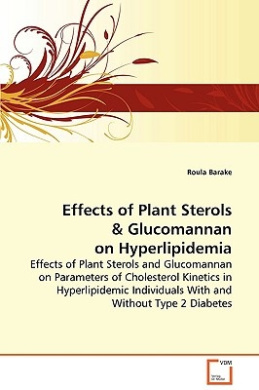 Roula Barake
Effects of Plant Sterols
& Glucomannan
on Hyperlipidemia
Effects of Plant Sterols and Glucomannan
on Parameters of Cholesterol Kinetics in
Hyperlipidemic Individuals With and
Without Type 2 Diabetes
VDM